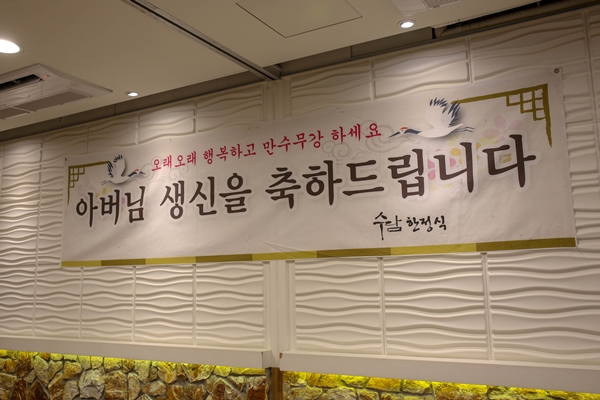 오래오래 행복하고 만수무강 하세요
아버님 생신을 축하드립니다
수담 한정식